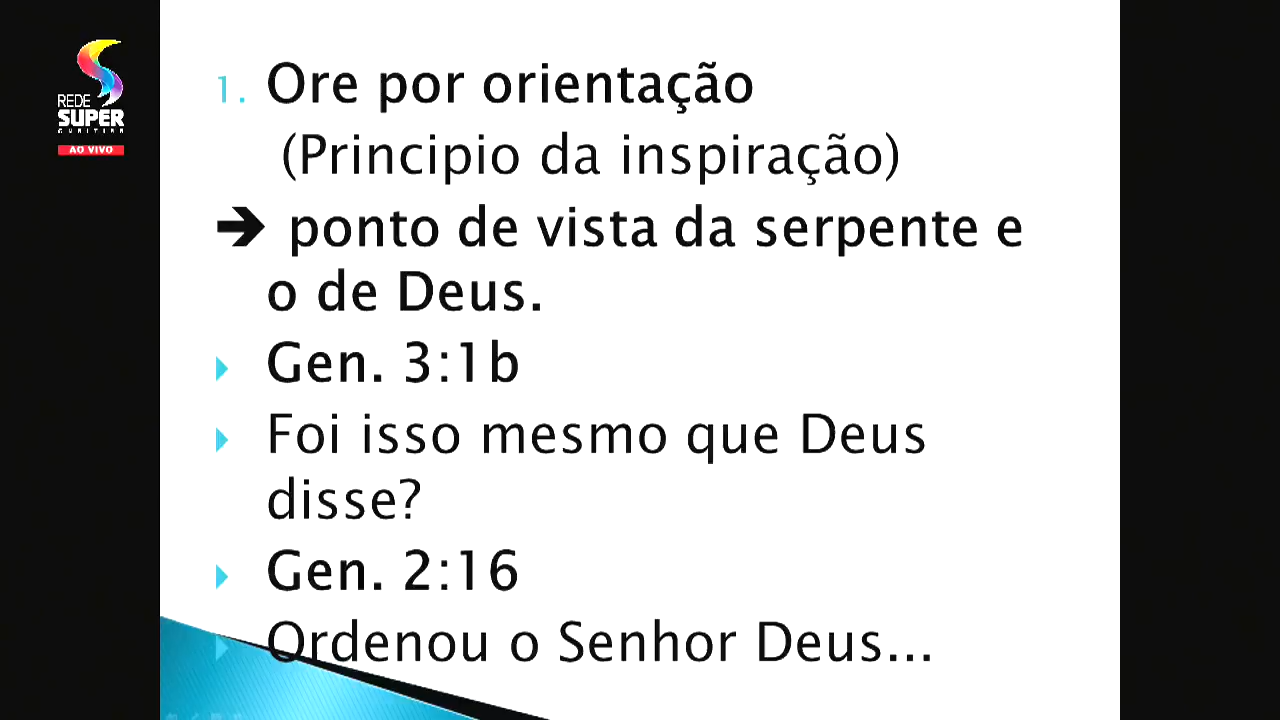 REDE
SUPER
CURITIBA
AO VIVO
1. Ore por orientação
(Principio da inspiração)
➔ ponto de vista da serpente e
o de Deus.
Gen. 3:1b
Foi isso mesmo que Deus
disse?
Gen. 2:16
Ordenou o Senhor Deus...